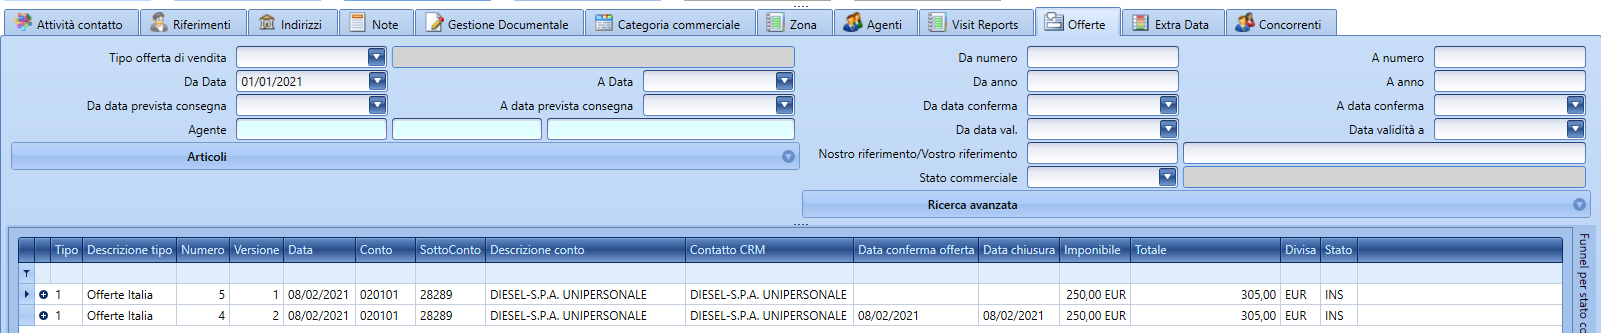 Attività contatto Riferimenti Indirizzi Note Gestione Documentale Categoria commerciale Zona Agenti Visit Reports Offerte Extra Data Concorrenti
Tipo offerta di vendita Da numero A numero
Da Data 01/01/2021 A Data Da anno A anno
Da data prevista consegna A data prevista consegna Da data conferma A data conferma
Agente Da data val. Data validità a
Articoli Nostro riferimento/Vostro riferimento
Stato commerciale
Ricerca avanzata
Tipo Descrizione tipo Numero Versione Data Conto SottoConto Descrizione conto Contatto CRM Data conferma offerta Data chiusura Imponibile Totale Divisa Stato
1 Offerte Italia 5 1 08/02/2021 020101 28289 DIESEL-S.P.A. UNIPERSONALE DIESEL-S.P.A. UNIPERSONALE 250,00 EUR 305,00 EUR INS
1 Offerte Italia 4 2 08/02/2021 020101 28289 DIESEL-S.P.A. UNIPERSONALE DIESEL-S.P.A. UNIPERSONALE 08/02/2021 08/02/2021 250,00 EUR 305,00 EUR INS
Funnel per stato co